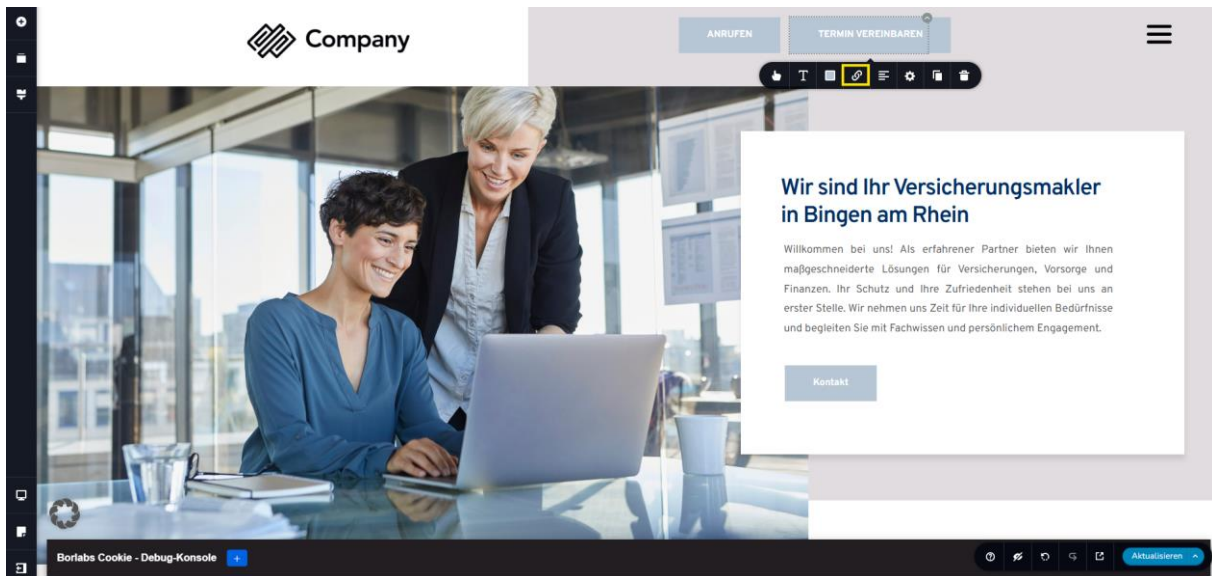 Company
ANRUFEN
TERMIN VEREINBAREN
Wir sind Ihr Versicherungsmakler
in Bingen am Rhein
Willkommen bei uns! Als erfahrener Partner bieten wir Ihnen
maßgeschneiderte Lösungen für Versicherungen, Vorsorge und
Finanzen. Ihr Schutz und Ihre Zufriedenheit stehen bei uns an
erster Stelle. Wir nehmen uns Zeit für Ihre individuellen Bedürfnisse
und begleiten Sie mit Fachwissen und persönlichem Engagement.
Kontakt
Borlabs Cookie - Debug-Konsole
Aktualisieren